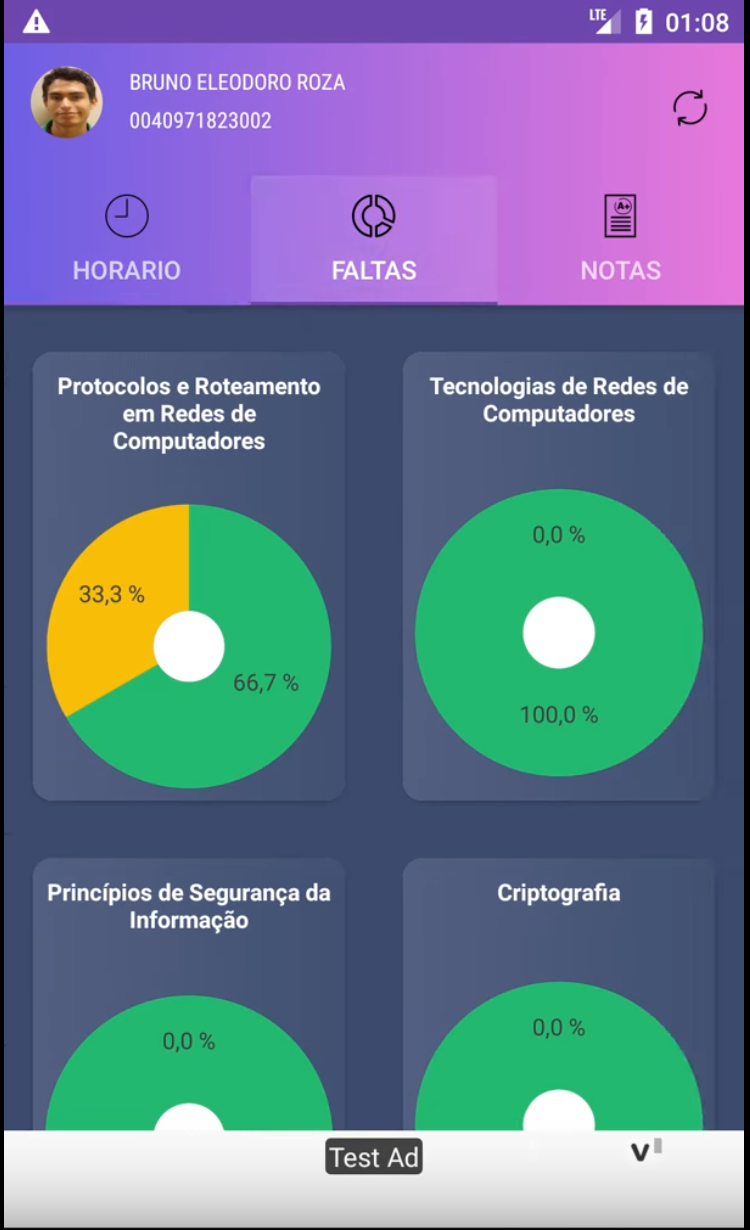 LTE 01:08
BRUNO ELEODORO ROZA
0040971823002
A+
HORARIO FALTAS NOTAS
Protocolos e Roteamento
em Redes de
Computadores
33,3 %
66,7 %
Tecnologias de Redes de
Computadores
0,0 %
100,0 %
Princípios de Segurança da
Informação
0,0 %
Criptografia
0,0 %
Test Ad